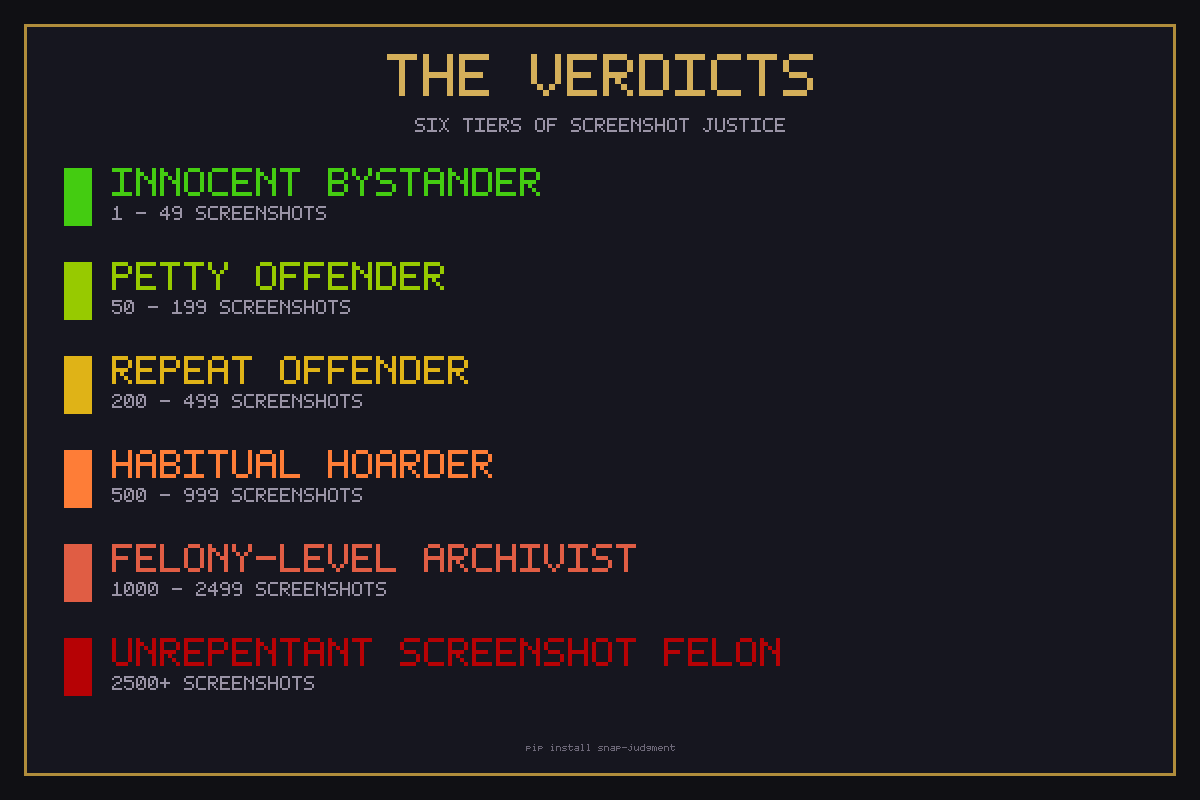 THE VERDICTS
SIX TIERS OF SCREENSHOT JUSTICE
INNOCENT BYSTANDER
1 - 49 SCREENSHOTS
PETTY OFFENDER
50 - 199 SCREENSHOTS
REPEAT OFFENDER
200 - 499 SCREENSHOTS
HABITUAL HOARDER
500 - 999 SCREENSHOTS
FELONY-LEVEL ARCHIVIST
1000 - 2499 SCREENSHOTS
UNREPENTANT SCREENSHOT FELON
2500+ SCREENSHOTS
pip install snap-judgment